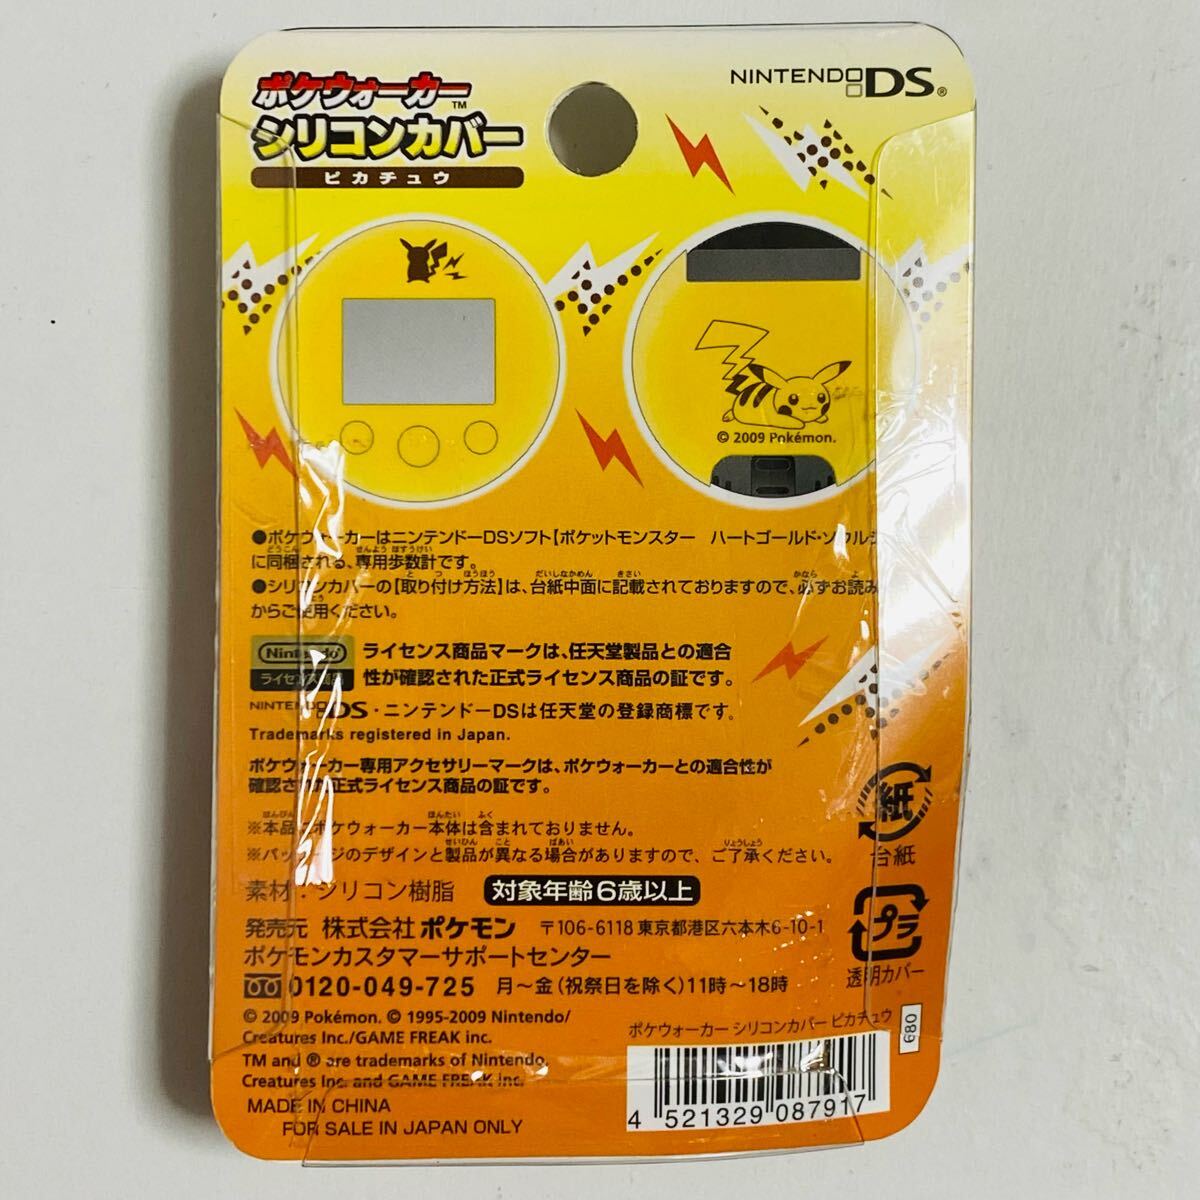 ポケウォーカー™
シリコンカバー
ピカチュウ
NINTENDO DS®
© 2009 Pokémon.
●ポケウォーカーはニンテンドーDSソフト【ポケットモンスター ハートゴールド・ソウルシ
に同梱される、専用歩数計です。
●シリコンカバーの【取り付け方法】は、台紙中面に記載されておりますので、必ずお読み
からご使用ください。
Nintendo
ライセンス商品
ライセンス商品マークは、任天堂製品との適合
性が確認された正式ライセンス商品の証です。
NINTENDO DS・ニンテンドーDSは任天堂の登録商標です。
Trademarks registered in Japan.
ポケウォーカー専用アクセサリーマークは、ポケウォーカーとの適合性が
確認された正式ライセンス商品の証です。
※本品にポケウォーカー本体は含まれておりません。
※パッケージのデザインと製品が異なる場合がありますので、ご了承ください。
素材：シリコン樹脂 対象年齢6歳以上
発売元 株式会社 ポケモン 〒106-6118 東京都港区六本木6-10-1
ポケモンカスタマーサポートセンター
0120-049-725 月～金（祝祭日を除く）11時～18時
© 2009 Pokémon. © 1995-2009 Nintendo/
Creatures Inc./GAME FREAK inc.
TM and ® are trademarks of Nintendo,
Creatures Inc. and GAME FREAK inc.
MADE IN CHINA
FOR SALE IN JAPAN ONLY
紙
台紙
プラ
透明カバー
680
ポケウォーカー シリコンカバー ピカチュウ
4 521329 087917